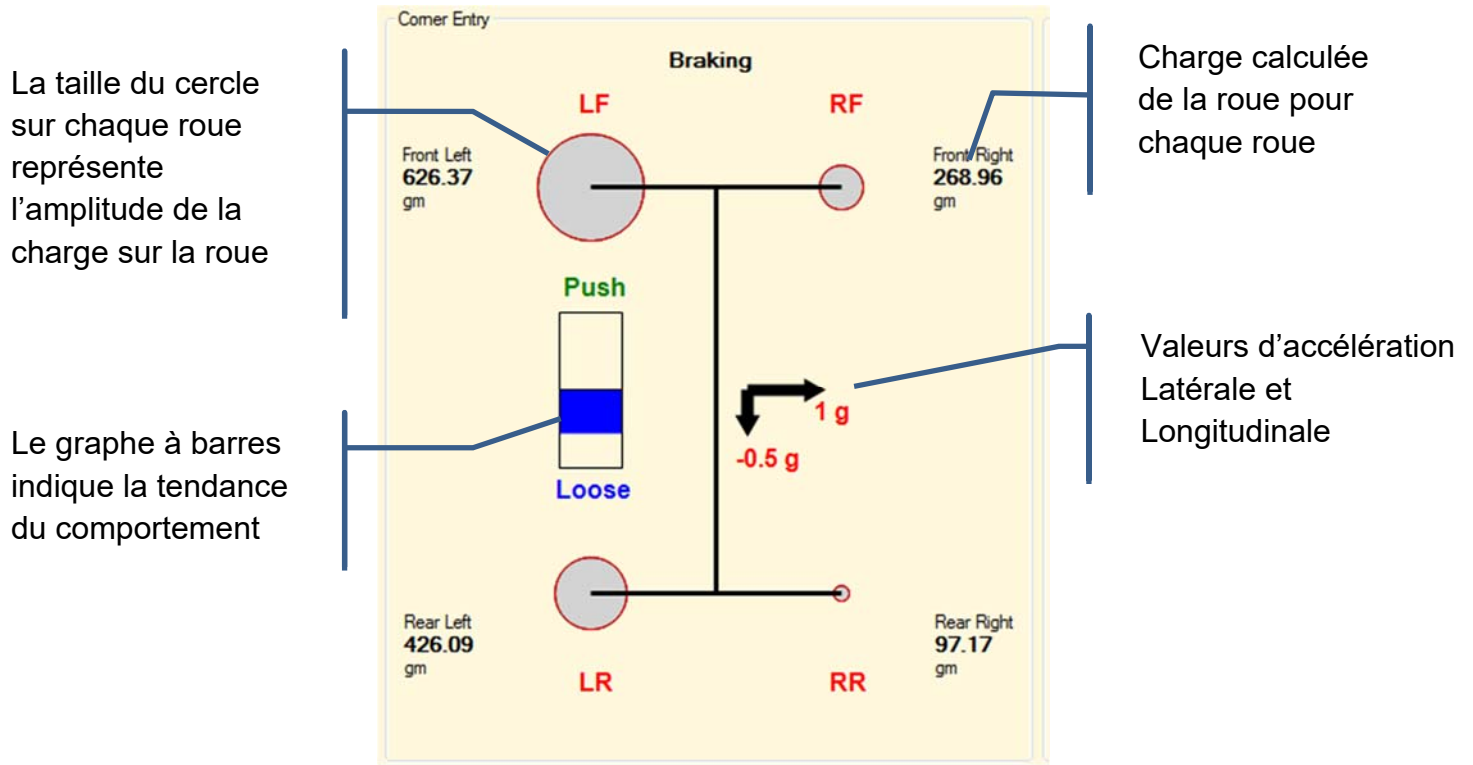 La taille du cercle
sur chaque roue
représente
l’amplitude de la
charge sur la roue
Le graphe à barres
indique la tendance
du comportement
Corner Entry
Braking
LF
RF
Front Left
626.37
gm
Front Right
268.96
gm
Push
Loose
1 g
-0.5 g
Rear Left
426.09
gm
Rear Right
97.17
gm
LR
RR
Charge calculée
de la roue pour
chaque roue
Valeurs d’accélération
Latérale et
Longitudinale